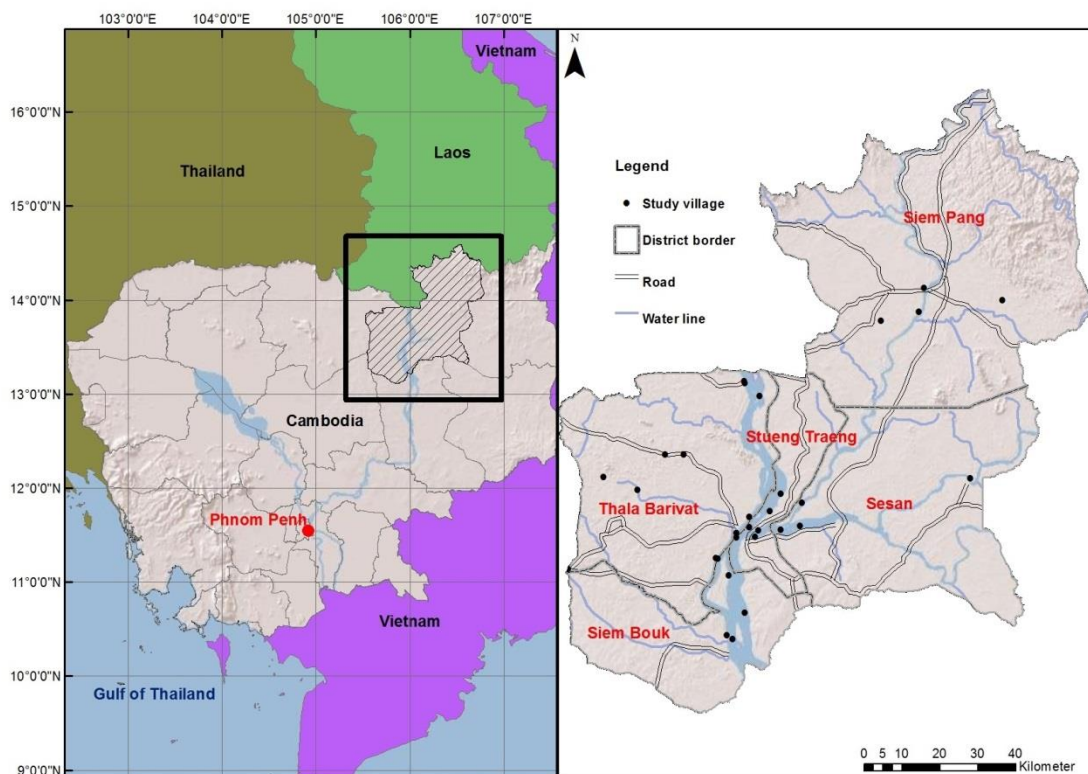 103°0'0"E 104°0'0"E 105°0'0"E 106°0'0"E 107°0'0"E
16°0'0"N
15°0'0"N
14°0'0"N
13°0'0"N
12°0'0"N
11°0'0"N
10°0'0"N
9°0'0"N
Vietnam
Laos
Thailand
Cambodia
Phnom Penh
Vietnam
Gulf of Thailand
N
Legend
Study village
District border
Road
Water line
Siem Pang
Stueng Traeng
Sesan
Thala Barivat
Siem Bouk
0 5 10 20 30 40
Kilometer